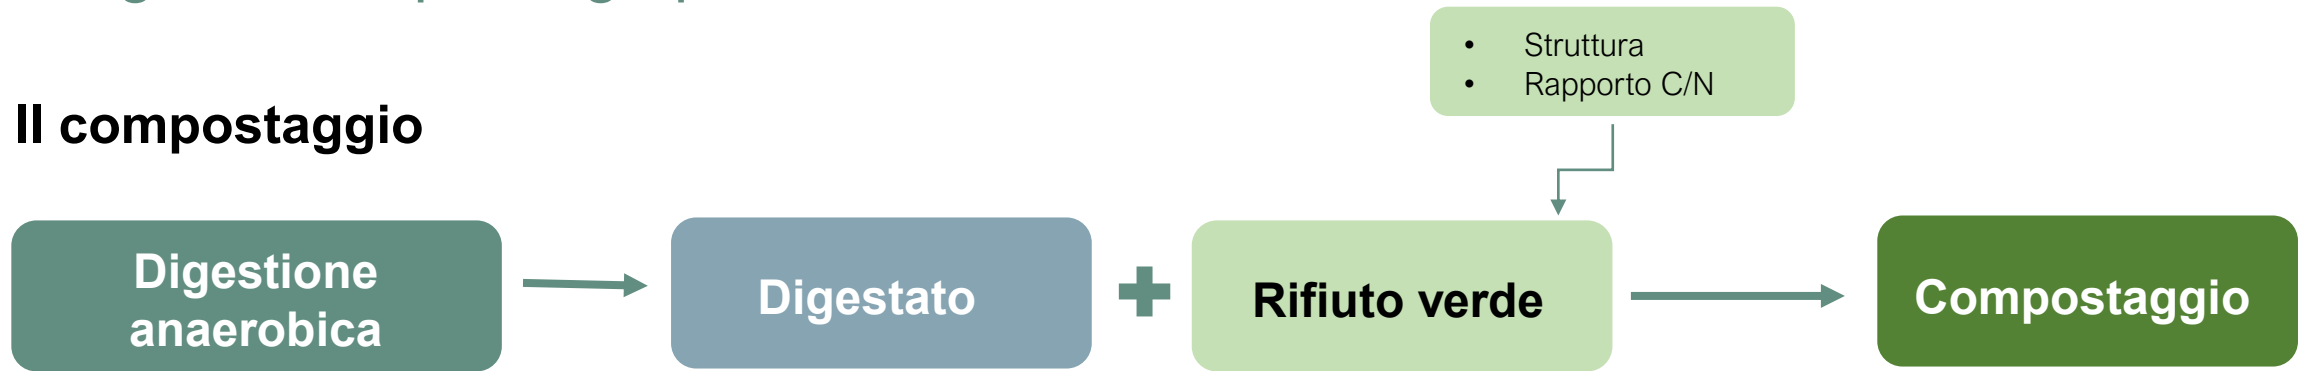 • Struttura
• Rapporto C/N
Il compostaggio
Digestione
anaerobica
Digestato
Rifiuto verde
Compostaggio